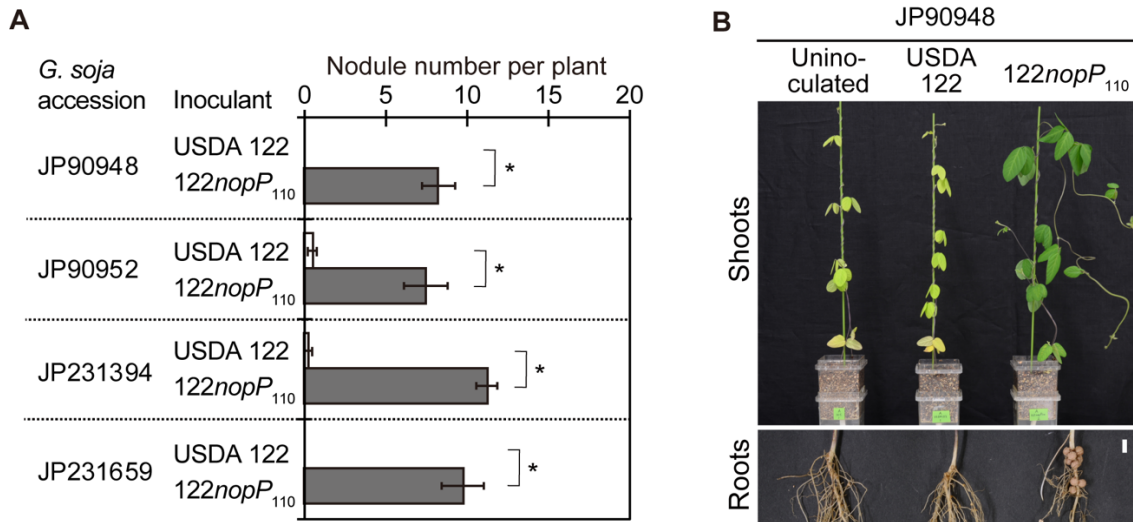 A
G. soja
accession
Inoculant
Nodule number per plant
0 5 10 15 20
JP90948
USDA 122
122nopP110
*
JP90952
USDA 122
122nopP110
*
JP231394
USDA 122
122nopP110
*
JP231659
USDA 122
122nopP110
*
B
JP90948
Unino-
culated
USDA
122
122nopP110
Shoots
Roots